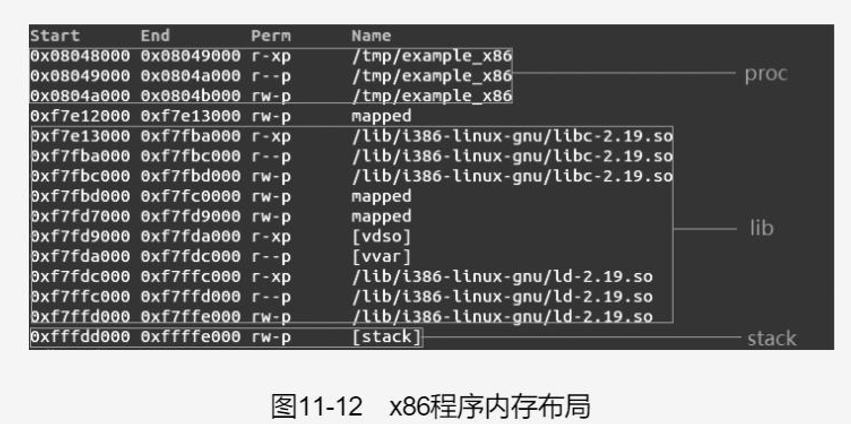 Start End Perm Name
0x08048000 0x08049000 r-xp /tmp/example_x86
0x08049000 0x0804a000 r--p /tmp/example_x86
0x0804a000 0x0804b000 rw-p /tmp/example_x86
proc
0xf7e12000 0xf7e13000 rw-p mapped
0xf7e13000 0xf7fba000 r-xp /lib/i386-linux-gnu/libc-2.19.so
0xf7fba000 0xf7fbc000 r--p /lib/i386-linux-gnu/libc-2.19.so
0xf7fbc000 0xf7fbd000 rw-p /lib/i386-linux-gnu/libc-2.19.so
0xf7fbd000 0xf7fc0000 rw-p mapped
0xf7fd7000 0xf7fd9000 rw-p mapped
0xf7fd9000 0xf7fda000 r-xp [vdso]
0xf7fda000 0xf7fdc000 r--p [vvar]
0xf7fdc000 0xf7ffc000 r-xp /lib/i386-linux-gnu/ld-2.19.so
0xf7ffc000 0xf7ffd000 r--p /lib/i386-linux-gnu/ld-2.19.so
0xf7ffd000 0xf7ffe000 rw-p /lib/i386-linux-gnu/ld-2.19.so
lib
0xfffdd000 0xffffe000 rw-p [stack]
stack
图11-12 x86程序内存布局